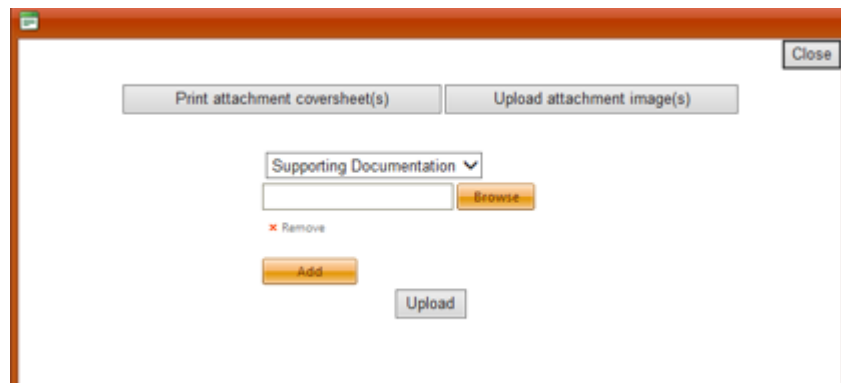 Close
Print attachment coversheet(s) Upload attachment image(s)
Supporting Documentation
Browse
Remove
Add
Upload